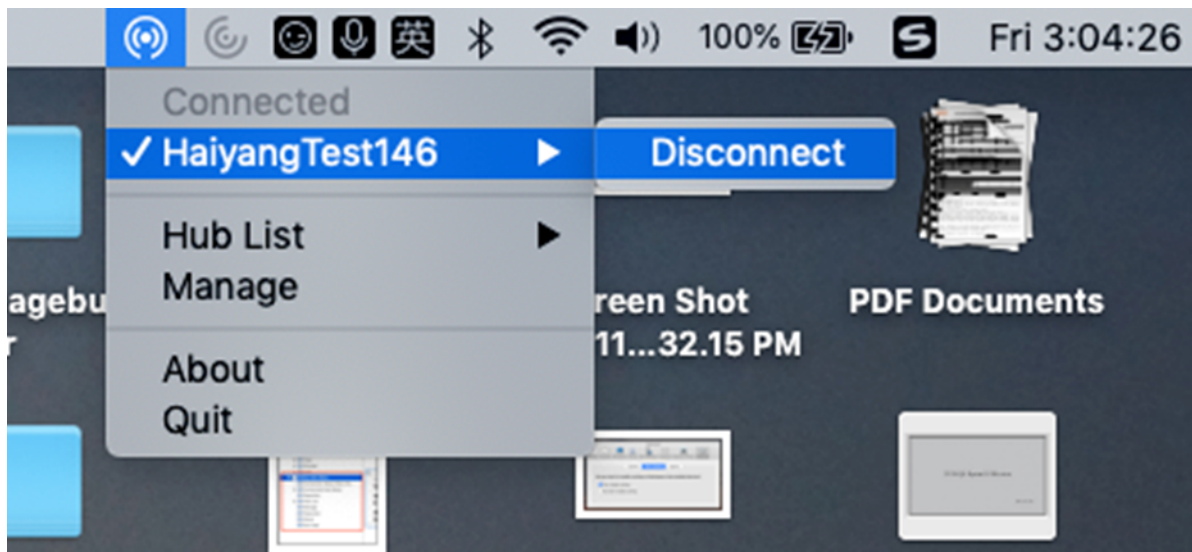 英
100%
S
Fri 3:04:26
Connected
HaiyangTest146
Disconnect
Hub List
Manage
agebu
r
reen Shot
11...32.15 PM
PDF Documents
About
Quit